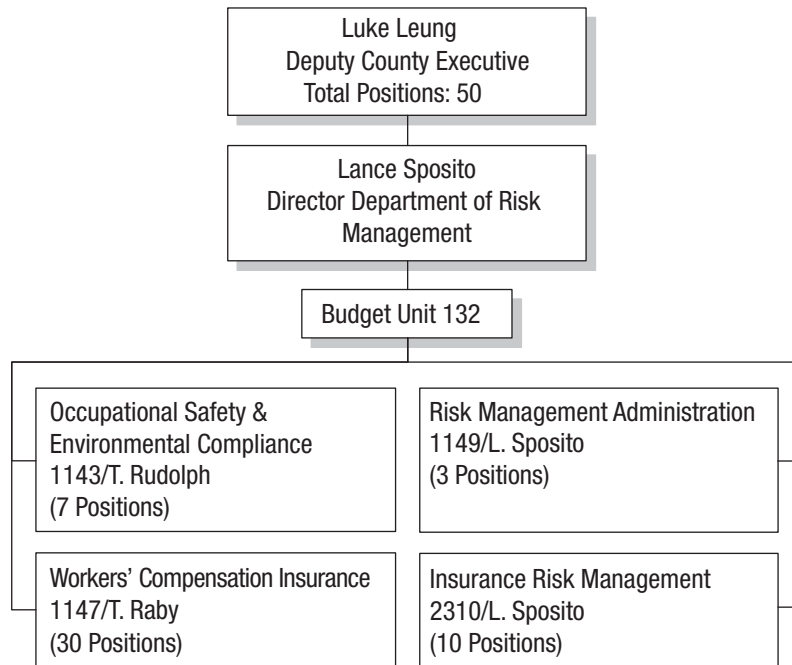 Luke Leung
Deputy County Executive
Total Positions: 50
Lance Sposito
Director Department of Risk
Management
Budget Unit 132
Occupational Safety &
Environmental Compliance
1143/T. Rudolph
(7 Positions)
Risk Management Administration
1149/L. Sposito
(3 Positions)
Workers’ Compensation Insurance
1147/T. Raby
(30 Positions)
Insurance Risk Management
2310/L. Sposito
(10 Positions)